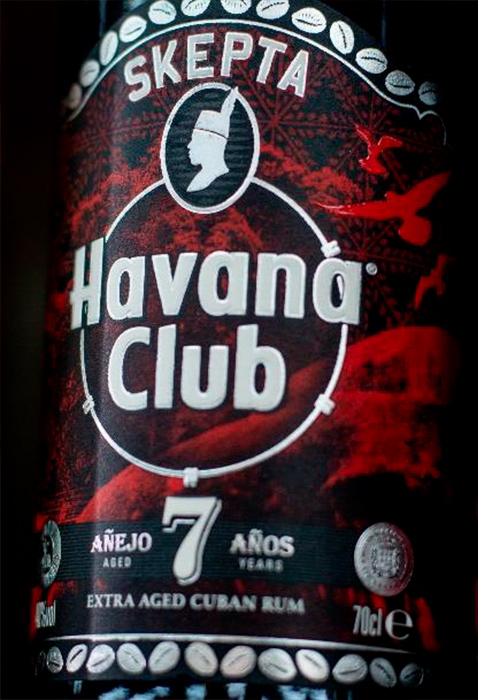 SKEPTA
Havana
Club®
AÑEJO 7 AÑOS
AGED YEARS
EXTRA AGED CUBAN RUM
70cl e